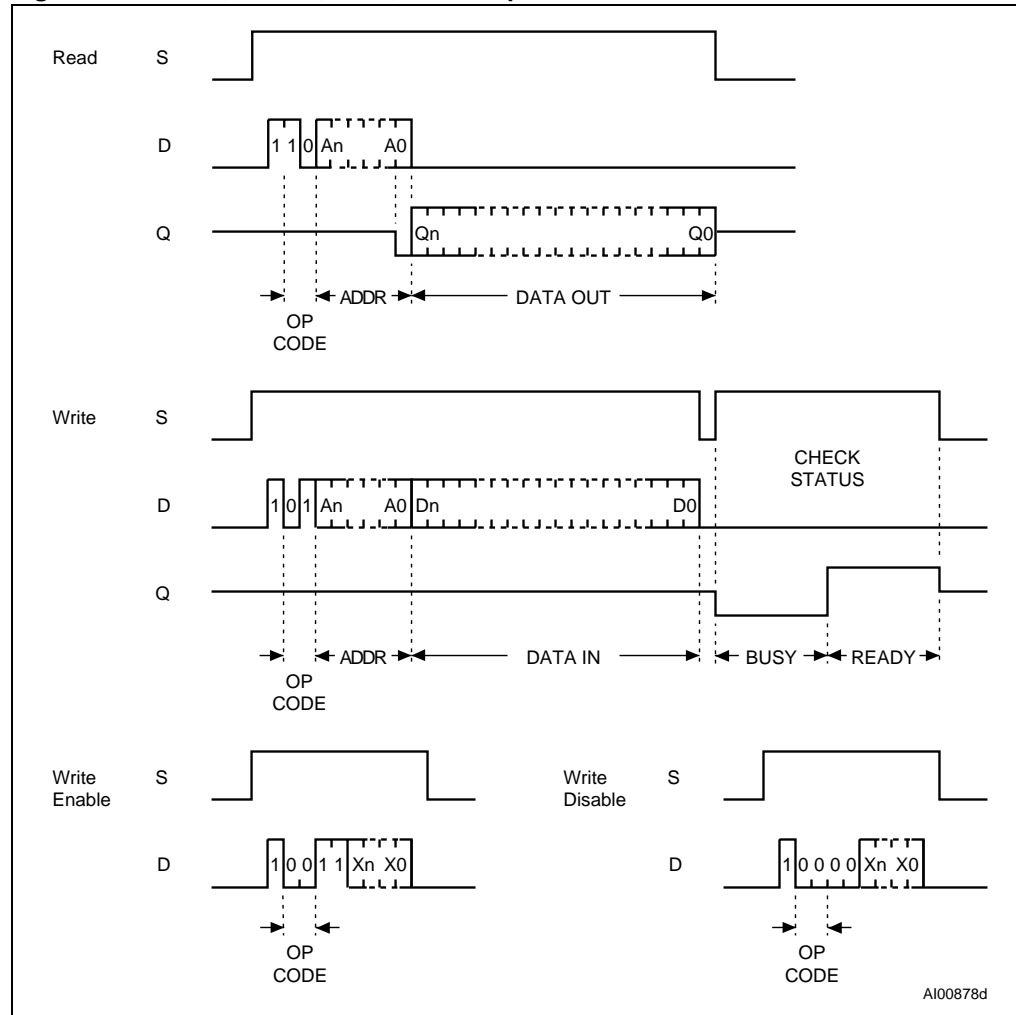 Read S
D 1 1 0 An A0
Q Qn Q0
ADDR DATA OUT
OP
CODE
Write S
CHECK
STATUS
D 1 0 1 An A0 Dn D0
Q
ADDR DATA IN BUSY READY
OP
CODE
Write
Enable
S
D 1 0 0 1 1 Xn X0
OP
CODE
Write
Disable
S
D 1 0 0 0 0 Xn X0
OP
CODE
AI00878d